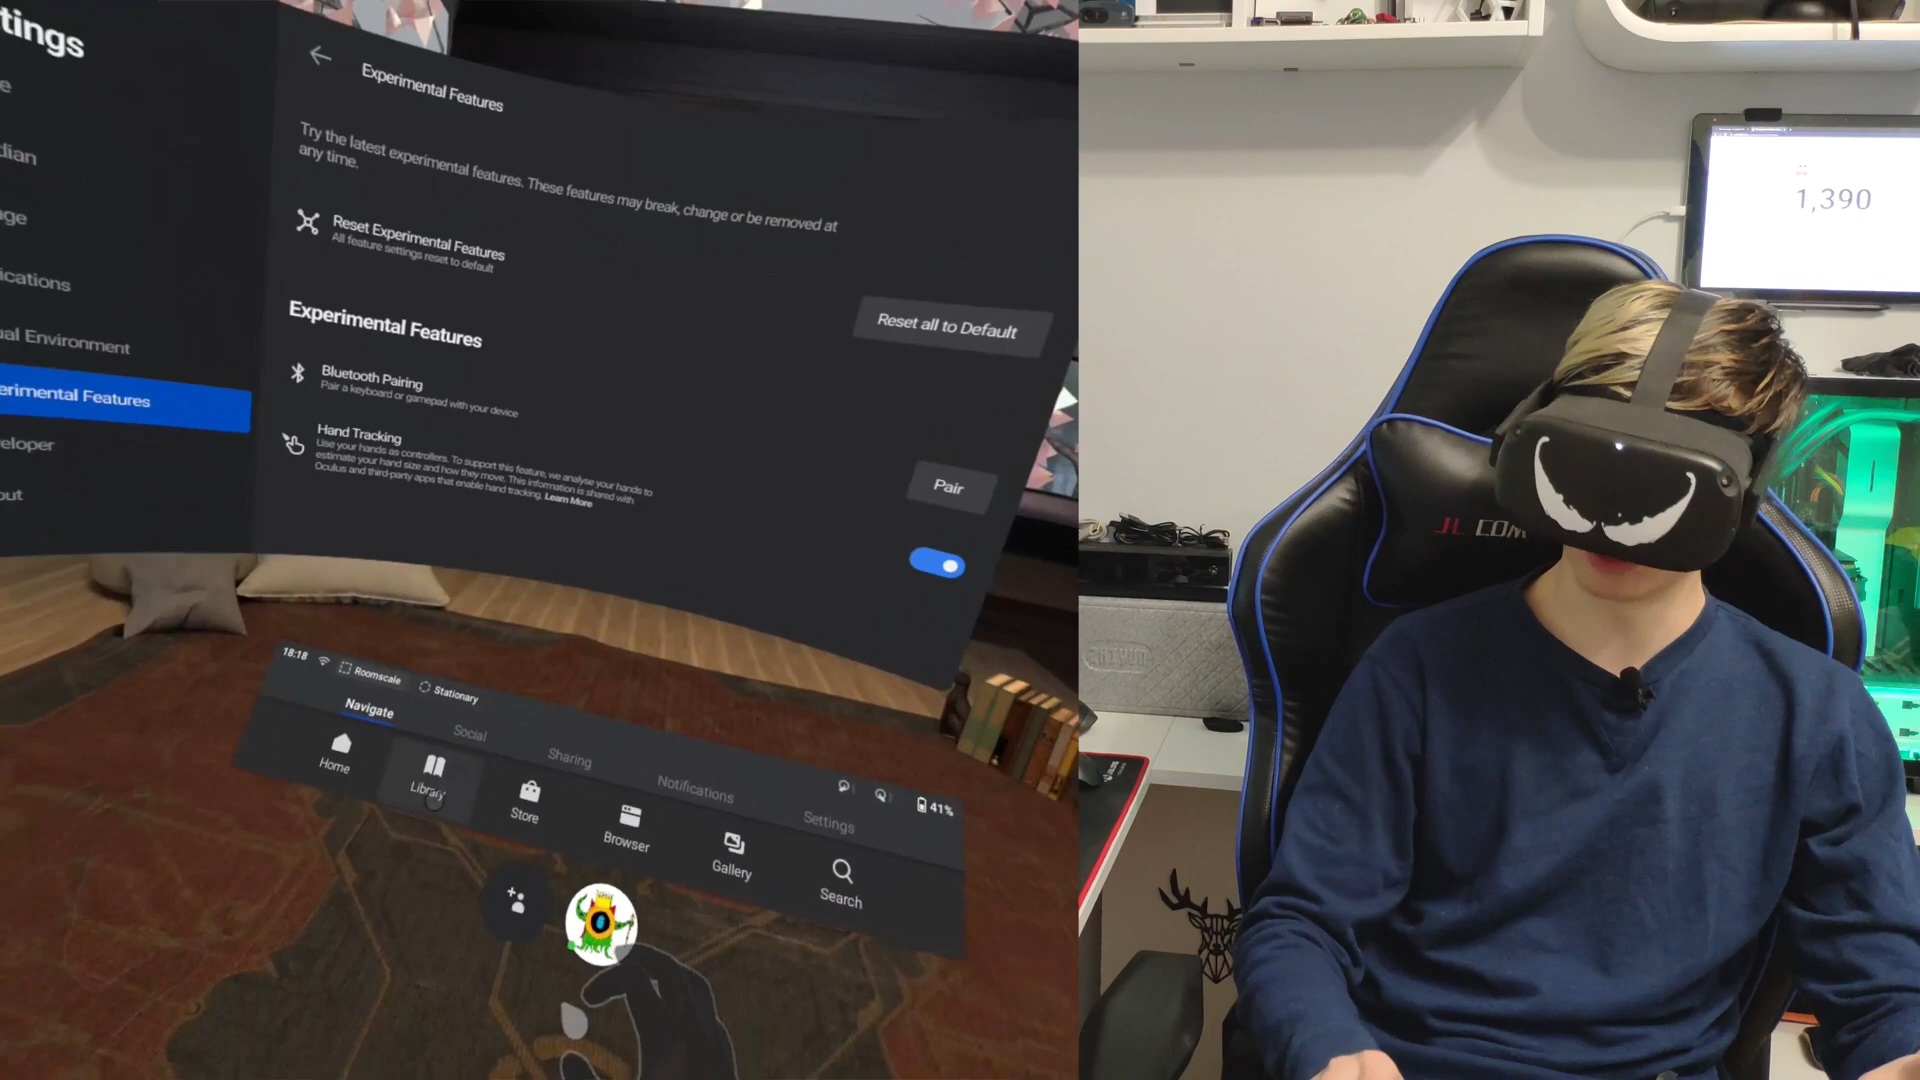 tings
Experimental Features
Try the latest experimental features. These features may break, change or be removed at
any time.
Reset Experimental Features
All feature settings reset to default
Reset all to Default
Experimental Features
Bluetooth Pairing
Pair a keyboard or gamepad with your device
Pair
Hand Tracking
Use your hands as controllers. To support this feature, we analyse your hands to
estimate your hand size and how they move. This information is shared with
Oculus and third-party apps that enable hand tracking. Learn More
e
dian
age
ications
ual Environment
erimental Features
eloper
out
18:18
Roomscale
Stationary
Navigate
Social
Sharing
Notifications
Settings
41%
Home
Library
Store
Browser
Gallery
Search
1,390
JL COM
ZHIYUN